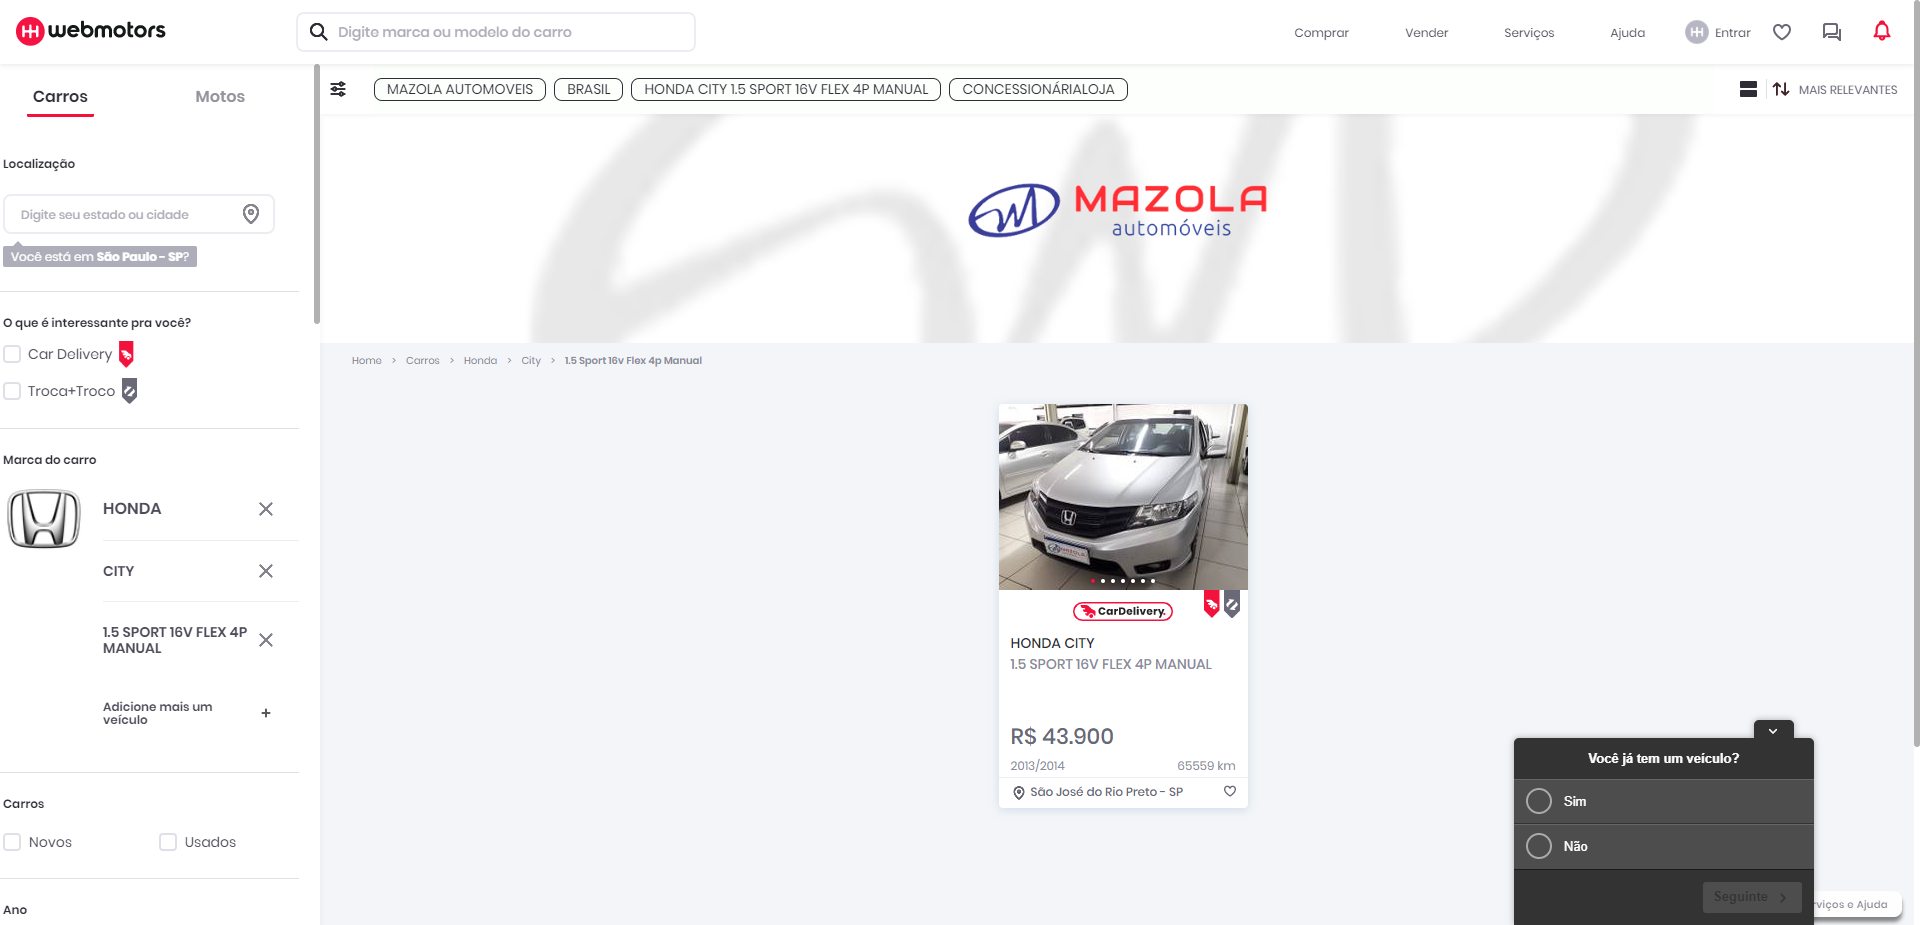 webmotors
Digite marca ou modelo do carro
Comprar
Vender
Serviços
Ajuda
Entrar
Carros
Motos
MAZOLA AUTOMOVEIS
BRASIL
HONDA CITY 1.5 SPORT 16V FLEX 4P MANUAL
CONCESSIONÁRIALOJA
MAIS RELEVANTES
Localização
Digite seu estado ou cidade
Você está em São Paulo - SP?
O que é interessante pra você?
Car Delivery
Troca+Troco
Marca do carro
HONDA
CITY
1.5 SPORT 16V FLEX 4P
MANUAL
Adicione mais um
veículo
Carros
Novos
Usados
Ano
MAZOLA
automóveis
Home > Carros > Honda > City > 1.5 Sport 16v Flex 4p Manual
MAZOLA
CarDelivery.
HONDA CITY
1.5 SPORT 16V FLEX 4P MANUAL
R$ 43.900
2013/2014
65559 km
São José do Rio Preto - SP
Você já tem um veículo?
Sim
Não
Seguinte
rviços e Ajuda